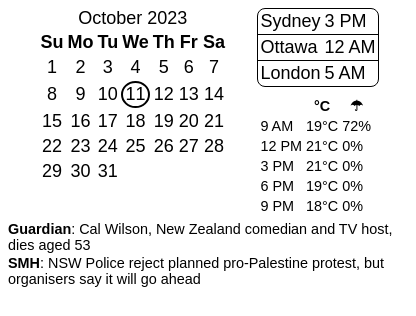 October 2023
Su Mo Tu We Th Fr Sa
1 2 3 4 5 6 7
8 9 10 11 12 13 14
15 16 17 18 19 20 21
22 23 24 25 26 27 28
29 30 31
Sydney 3 PM
Ottawa 12 AM
London 5 AM
°C ☂
9 AM 19°C 72%
12 PM 21°C 0%
3 PM 21°C 0%
6 PM 19°C 0%
9 PM 18°C 0%
Guardian: Cal Wilson, New Zealand comedian and TV host,
dies aged 53
SMH: NSW Police reject planned pro-Palestine protest, but
organisers say it will go ahead